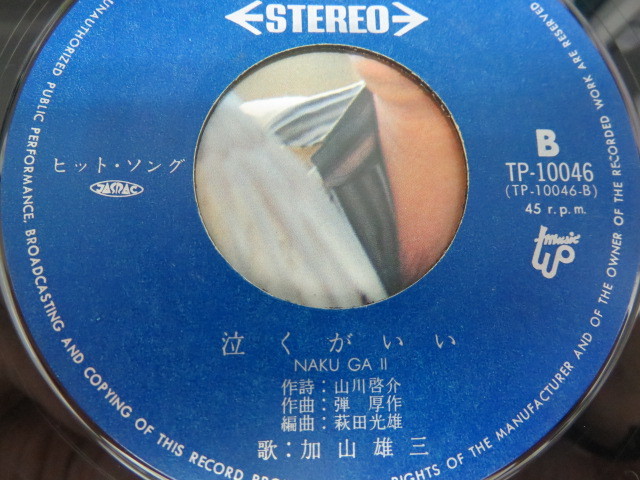 STEREO
ヒット・ソング
JASRAC
B
TP-10046
(TP-10046-B)
45 r.p.m.
music
UP
泣くがいい
NAKU GA II
作詩：山川啓介
作曲：弾 厚作
編曲：萩田光雄
歌：加山雄三
UNAUTHORIZED PUBLIC PERFORMANCE, BROADCASTING AND COPYING OF THIS RECORD
RIGHTS OF THE MANUFACTURER AND OF THE OWNER OF THE RECORDED WORK ARE RESERVED